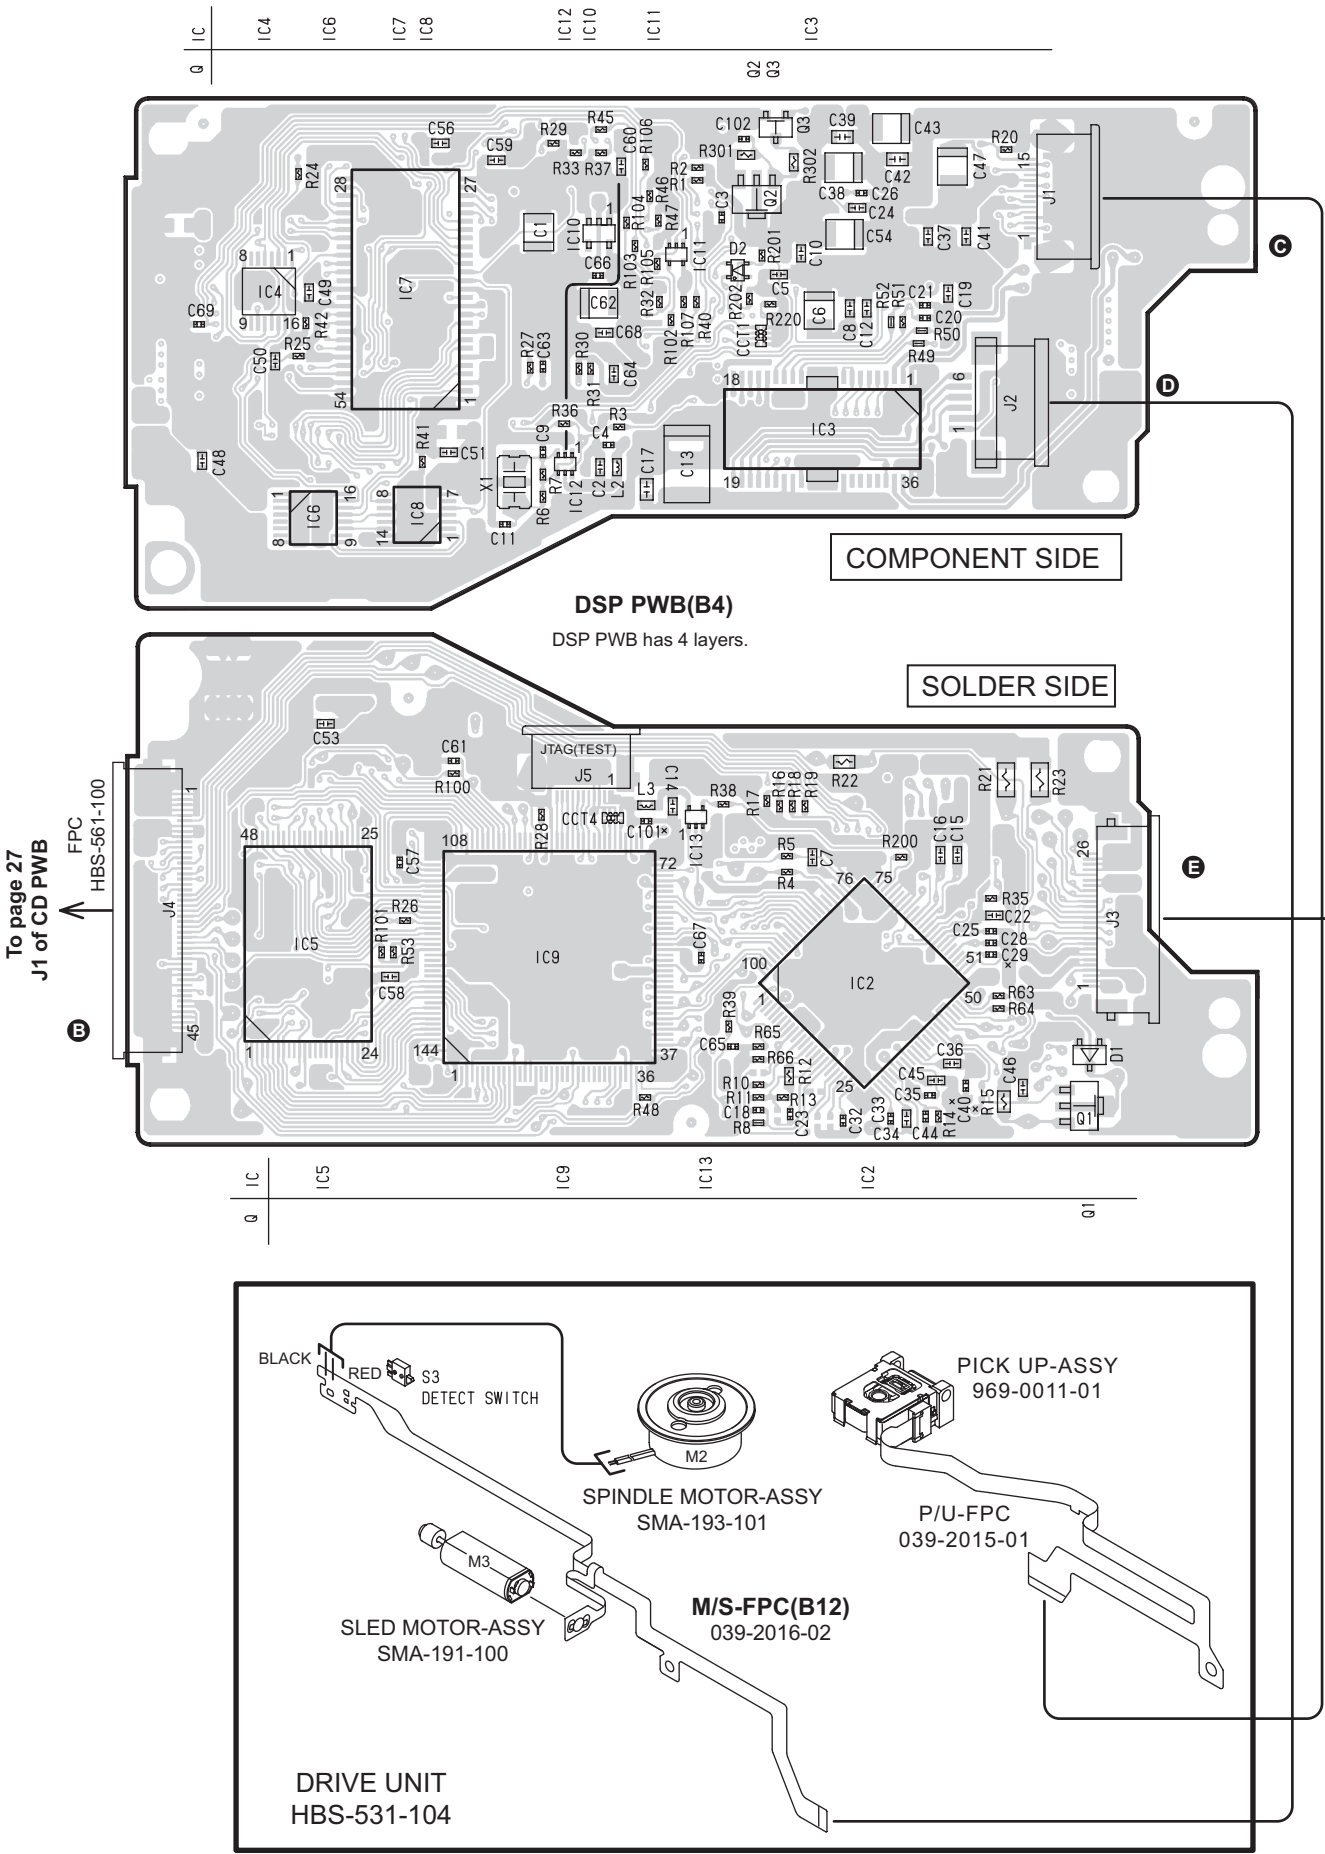 IC
IC4
IC6
IC7
IC8
IC12
IC10
IC11
IC3
Q
Q2
Q3
C56
C59
R29
R45
R33
R37
C60
R106
R2
R1
C102
R301
Q3
R302
C39
C43
C42
C38
C26
C24
C47
R20
15
J1
1
C
R24
28
27
IC7
54
1
8
1
IC4
9
16
C49
R42
C69
C50
R25
C1
IC10
1
R104
R46
R47
R103
R105
IC11
1
C66
C62
R32
R102
R107
R40
C68
C3
Q2
D2
R201
C5
R202
R220
C10
C54
C6
C8
C12
R52
R51
C21
C20
R50
R49
C37
C41
C19
CCT1
R27
C63
R30
R31
C64
18
1
IC3
19
36
6
J2
1
D
R36
C9
C4
R3
C48
R41
C51
X1
R7
R6
IC12
1
C2
L2
C17
C13
C11
1
16
IC6
8
9
8
7
IC8
14
1
COMPONENT SIDE
DSP PWB(B4)
DSP PWB has 4 layers.
SOLDER SIDE
To page 27
J1 of CD PWB
FPC
HBS-561-100
B
1
J4
45
C53
C61
R100
JTAG(TEST)
J5
1
R28
CCT4
L3
C101
C14
R38
1
IC13
R17
R16
R18
R19
R22
R21
R23
48
25
IC5
1
24
C57
R26
R101
R53
C58
108
72
IC9
144
1
36
37
R48
C67
R5
R4
C7
R200
C16
C15
76
75
100
1
IC2
51
50
25
R35
C22
C25
C28
C29
R63
R64
26
J3
1
E
R39
C65
R65
R66
R10
R11
C18
R8
R12
R13
C23
C32
C33
C34
C35
C45
C36
C44
R14
C40
R15
C46
D1
Q1
IC
IC5
IC9
IC13
IC2
Q
Q1
BLACK
RED
S3
DETECT SWITCH
M2
SPINDLE MOTOR-ASSY
SMA-193-101
PICK UP-ASSY
969-0011-01
P/U-FPC
039-2015-01
M3
SLED MOTOR-ASSY
SMA-191-100
M/S-FPC(B12)
039-2016-02
DRIVE UNIT
HBS-531-104